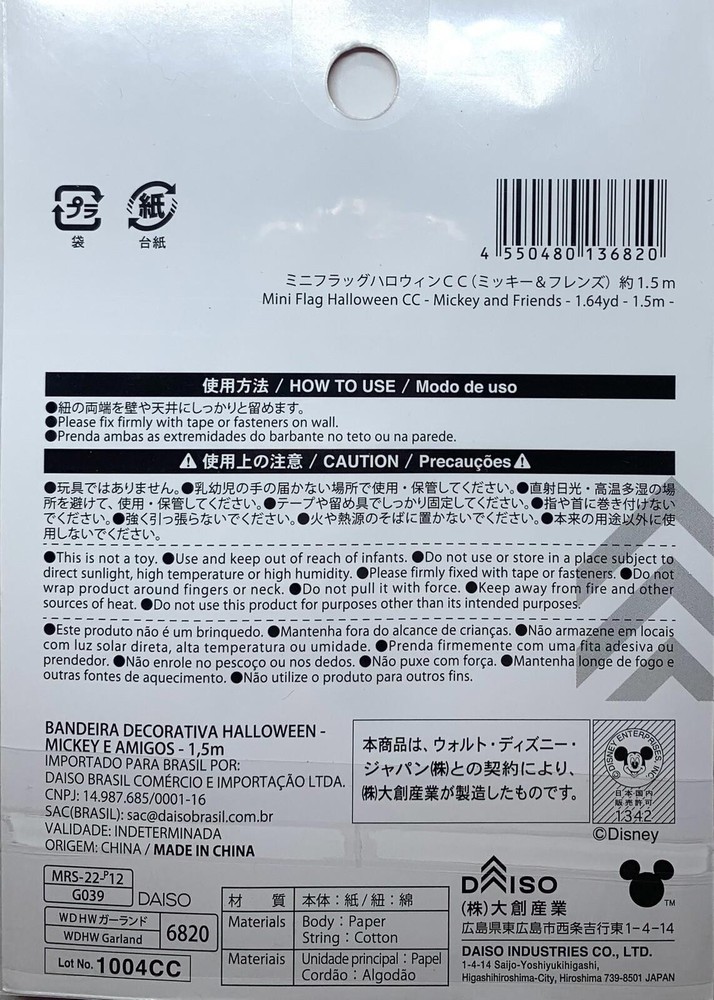 プラ
袋
紙
台紙
4 550480 136820
ミニフラッグハロウィンCC(ミッキー&フレンズ)約1.5m
Mini Flag Halloween CC - Mickey and Friends - 1.64yd - 1.5m -
使用方法 / HOW TO USE / Modo de uso
●紐の両端を壁や天井にしっかりと留めます。
●Please fix firmly with tape or fasteners on wall.
●Prenda ambas as extremidades do barbante no teto ou na parede.
使用上の注意 / CAUTION / Precauções
●玩具ではありません。●乳幼児の手の届かない場所で使用・保管してください。●直射日光・高温多湿の場
所を避けて、使用・保管してください。●テープや留め具でしっかり固定してください。●指や首に巻き付けない
でください。●強く引っ張らないでください。●火や熱源のそばに置かないでください。●本来の用途以外に使
用しないでください。
●This is not a toy. ●Use and keep out of reach of infants. ●Do not use or store in a place subject to
direct sunlight, high temperature or high humidity. ●Please firmly fixed with tape or fasteners. ●Do not
wrap product around fingers or neck. ●Do not pull it with force. ●Keep away from fire and other
sources of heat. ●Do not use this product for purposes other than its intended purposes.
●Este produto não é um brinquedo. ●Mantenha fora do alcance de crianças. ●Não armazene em locais
com luz solar direta, alta temperatura ou umidade. ●Prenda firmemente com uma fita adesiva ou
prendedor. ●Não enrole no pescoço ou nos dedos. ●Não puxe com força. ●Mantenha longe de fogo e
outras fontes de aquecimento. ●Não utilize o produto para outros fins.
BANDEIRA DECORATIVA HALLOWEEN -
MICKEY E AMIGOS - 1,5m
IMPORTADO PARA BRASIL POR:
DAISO BRASIL COMÉRCIO E IMPORTAÇÃO LTDA.
CNPJ: 14.987.685/0001-16
SAC(BRASIL): sac@daisobrasil.com.br
VALIDADE: INDETERMINADA
ORIGEM: CHINA / MADE IN CHINA
本商品は、ウォルト・ディズニー・
ジャパン(株)との契約により、
(株)大創産業が製造したものです。
©DISNEY ENTERPRISES, INC.
日本国内
販売許可
1342
©Disney
MRS-22-P12
G039
DAISO
WDHWガーランド
WDHW Garland
6820
Lot No. 1004CC
材質 本体:紙/紐:綿
Materials Body : Paper
String : Cotton
Materiais Unidade principal : Papel
Cordão : Algodão
DAISO
TM
(株)大創産業
広島県東広島市西条吉行東1-4-14
DAISO INDUSTRIES CO., LTD.
1-4-14 Saijo-Yoshiyukihigashi,
Higashihiroshima-City, Hiroshima 739-8501 JAPAN